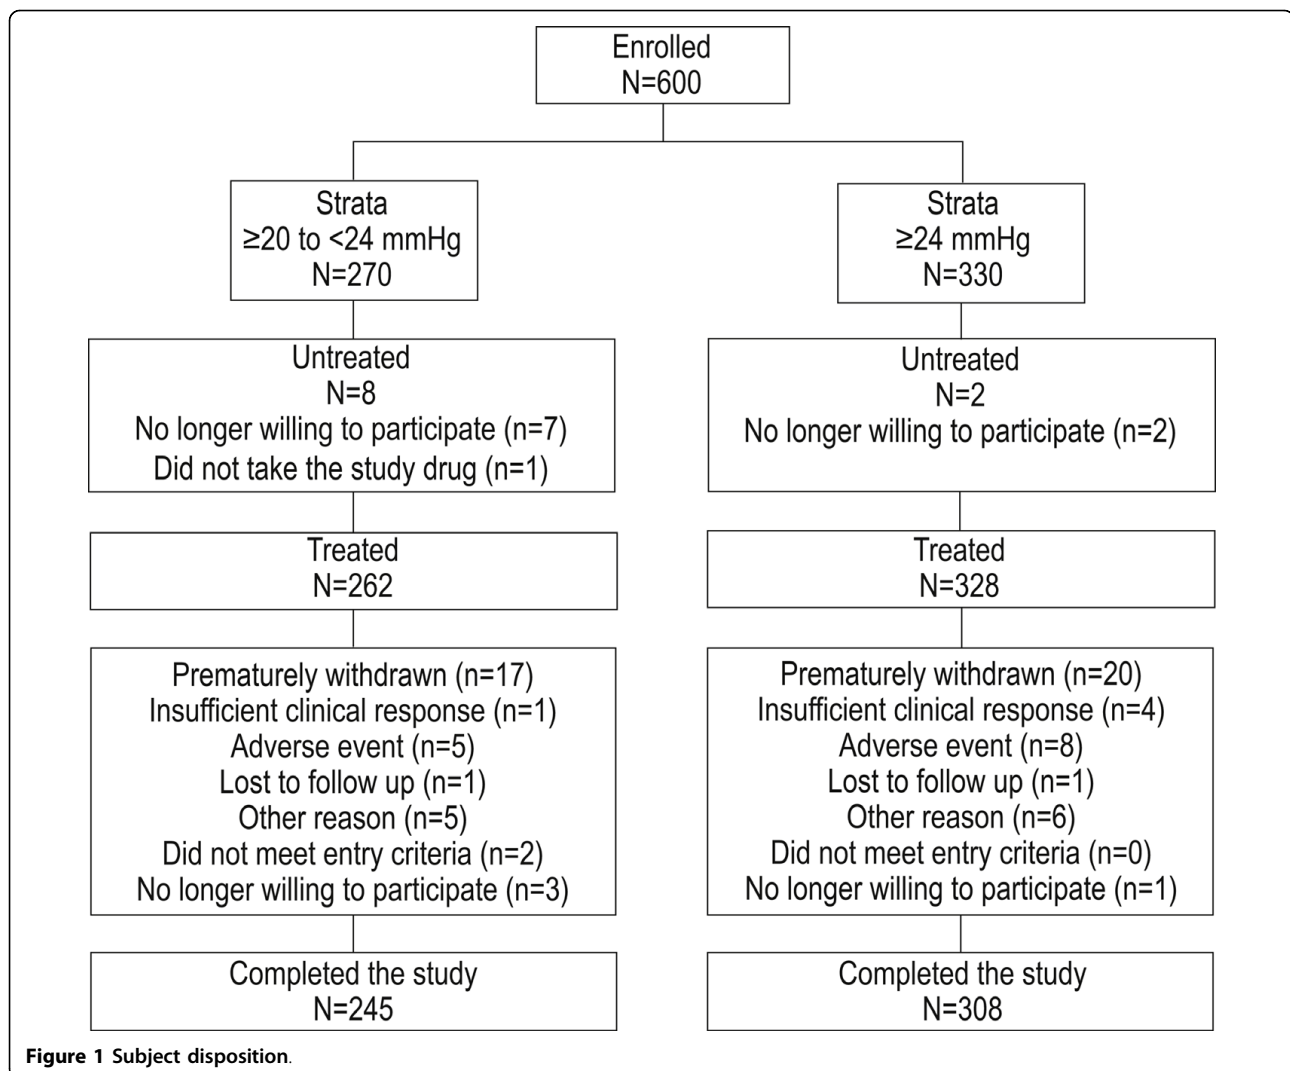 Enrolled
N=600
Strata
≥20 to <24 mmHg
N=270
Strata
≥24 mmHg
N=330
Untreated
N=8
No longer willing to participate (n=7)
Did not take the study drug (n=1)
Untreated
N=2
No longer willing to participate (n=2)
Treated
N=262
Treated
N=328
Prematurely withdrawn (n=17)
Insufficient clinical response (n=1)
Adverse event (n=5)
Lost to follow up (n=1)
Other reason (n=5)
Did not meet entry criteria (n=2)
No longer willing to participate (n=3)
Prematurely withdrawn (n=20)
Insufficient clinical response (n=4)
Adverse event (n=8)
Lost to follow up (n=1)
Other reason (n=6)
Did not meet entry criteria (n=0)
No longer willing to participate (n=1)
Completed the study
N=245
Completed the study
N=308
Figure 1 Subject disposition.